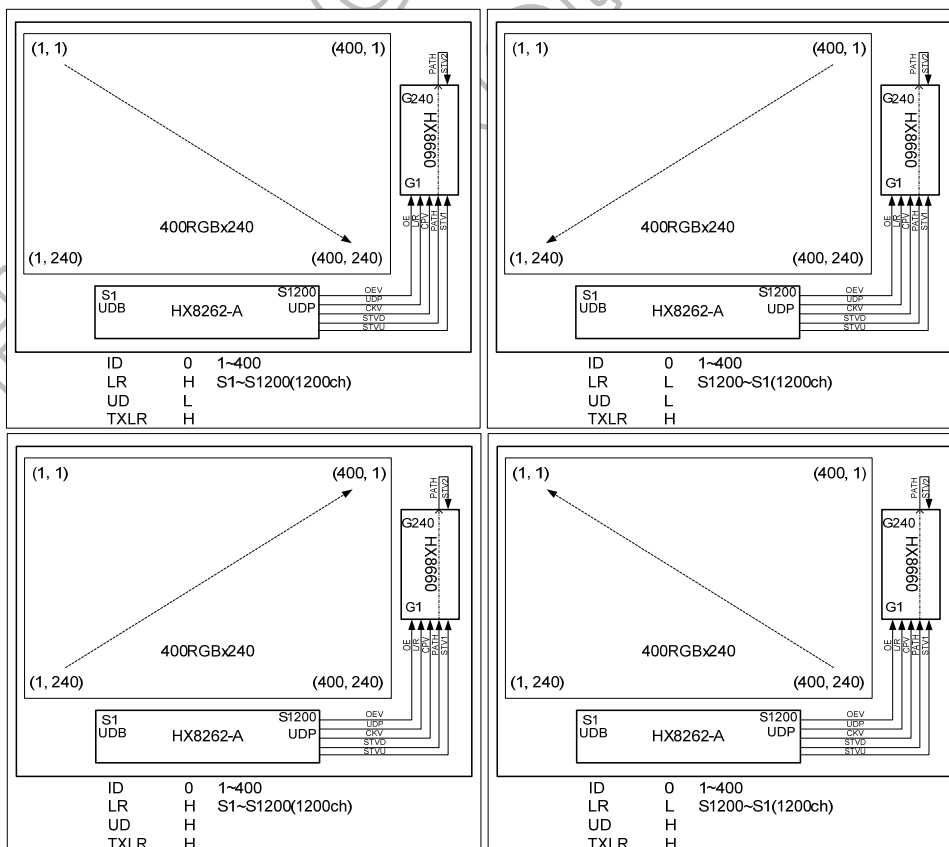 (1, 1) (400, 1)
PATH
STV2
G240
HX8660
G1
OE
L/R
CPV
PATH
STV1
400RGBx240
(1, 240) (400, 240)
S1 S1200
UDB HX8262-A UDP
OEV
UDP
CKV
STVD
STVU
ID 0 1~400
LR H S1~S1200(1200ch)
UD L
TXLR H
(1, 1) (400, 1)
PATH
STV2
G240
HX8660
G1
OE
L/R
CPV
PATH
STV1
400RGBx240
(1, 240) (400, 240)
S1 S1200
UDB HX8262-A UDP
OEV
UDP
CKV
STVD
STVU
ID 0 1~400
LR L S1200~S1(1200ch)
UD L
TXLR H
(1, 1) (400, 1)
PATH
STV2
G240
HX8660
G1
OE
L/R
CPV
PATH
STV1
400RGBx240
(1, 240) (400, 240)
S1 S1200
UDB HX8262-A UDP
OEV
UDP
CKV
STVD
STVU
ID 0 1~400
LR H S1~S1200(1200ch)
UD H
TXLR H
(1, 1) (400, 1)
PATH
STV2
G240
HX8660
G1
OE
L/R
CPV
PATH
STV1
400RGBx240
(1, 240) (400, 240)
S1 S1200
UDB HX8262-A UDP
OEV
UDP
CKV
STVD
STVU
ID 0 1~400
LR L S1200~S1(1200ch)
UD H
TXLR H